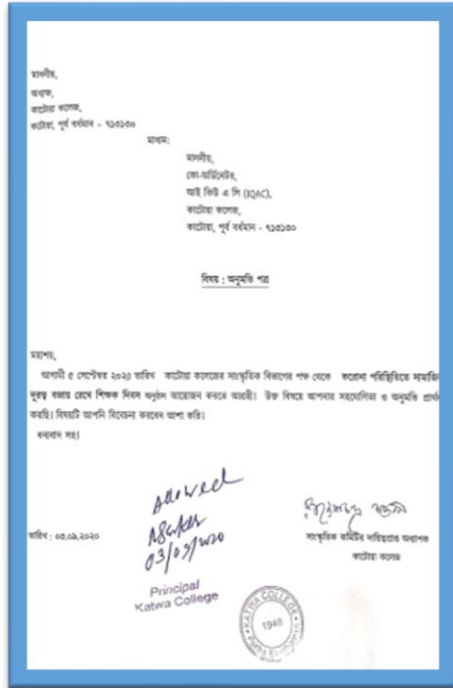 মাননীয়,
অধ্যক্ষ,
কাটোয়া কলেজ,
কাটোয়া, পূর্ব বর্ধমান - ৭১৩১৩০
মাধ্যম:
মাননীয়,
কো-অর্ডিনেটর,
আই কিউ এ সি (IQAC),
কাটোয়া কলেজ,
কাটোয়া, পূর্ব বর্ধমান - ৭১৩১৩০
বিষয় : অনুমতি পত্র
মহাশয়,
আগামী ৫ সেপ্টেম্বর ২০২০ তারিখ কাটোয়া কলেজের সাংস্কৃতিক বিভাগের পক্ষ থেকে করোনা পরিস্থিতিতে সামাজিক
দূরত্ব বজায় রেখে শিক্ষক দিবস অনুষ্ঠান আয়োজন করতে আগ্রহী। উক্ত বিষয়ে আপনার সহযোগিতা ও অনুমতি প্রার্থনা
করছি। বিষয়টি আপনি বিবেচনা করবেন আশা করি।
ধন্যবাদ সহ।
Allowed
03/09/2020
Principal
Katwa College
তারিখ : ০৩.০৯.২০২০
সাংস্কৃতিক কমিটির দায়িত্বপ্রাপ্ত অধ্যাপক
কাটোয়া কলেজ
KATWA COLLEGE
1948